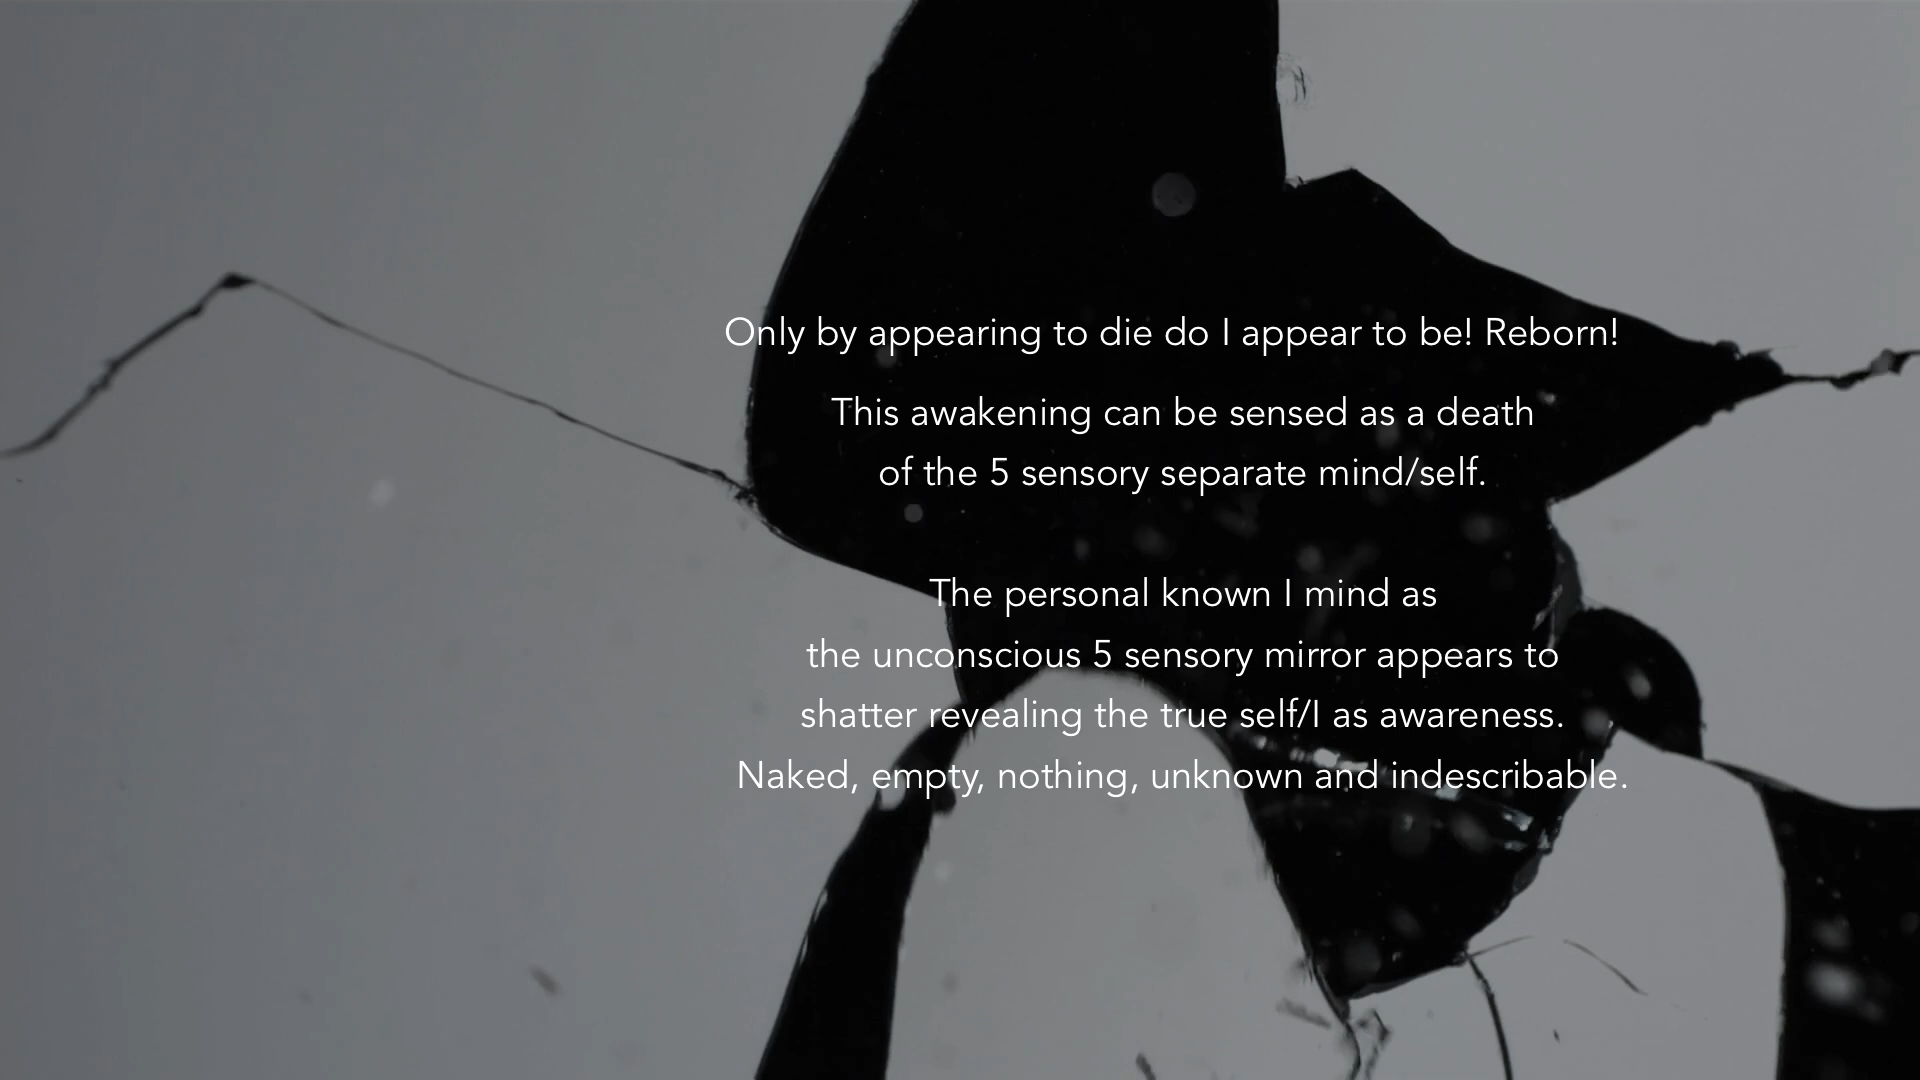 Only by appearing to die do I appear to be! Reborn!
This awakening can be sensed as a death
of the 5 sensory separate mind/self.
The personal known I mind as
the unconscious 5 sensory mirror appears to
shatter revealing the true self/I as awareness.
Naked, empty, nothing, unknown and indescribable.